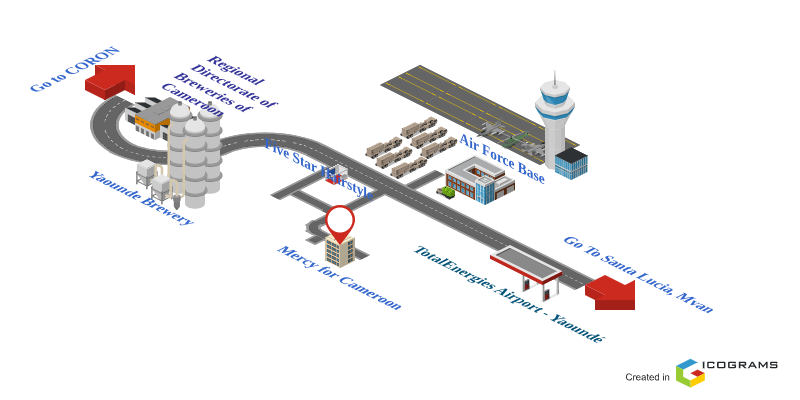 Go to CORON
Regional
Directorate of
Breweries of
Cameroon
Yaounde Brewery
Five Star Hairstyle
Air Force Base
Mercy for Cameroon
TotalEnergies Airport - Yaoundé
Go To Santa Lucia, Mvan
Created in
ICOGRAMS